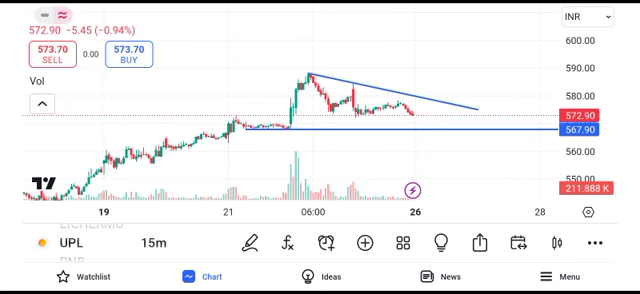 INR
572.90 −5.45 (−0.94%)
573.70
SELL
0.00
573.70
BUY
Vol
600.00
590.00
580.00
572.90
567.90
560.00
550.00
211.888 K
19
21
06:00
26
28
UPL
15m
Watchlist
Chart
Ideas
News
Menu